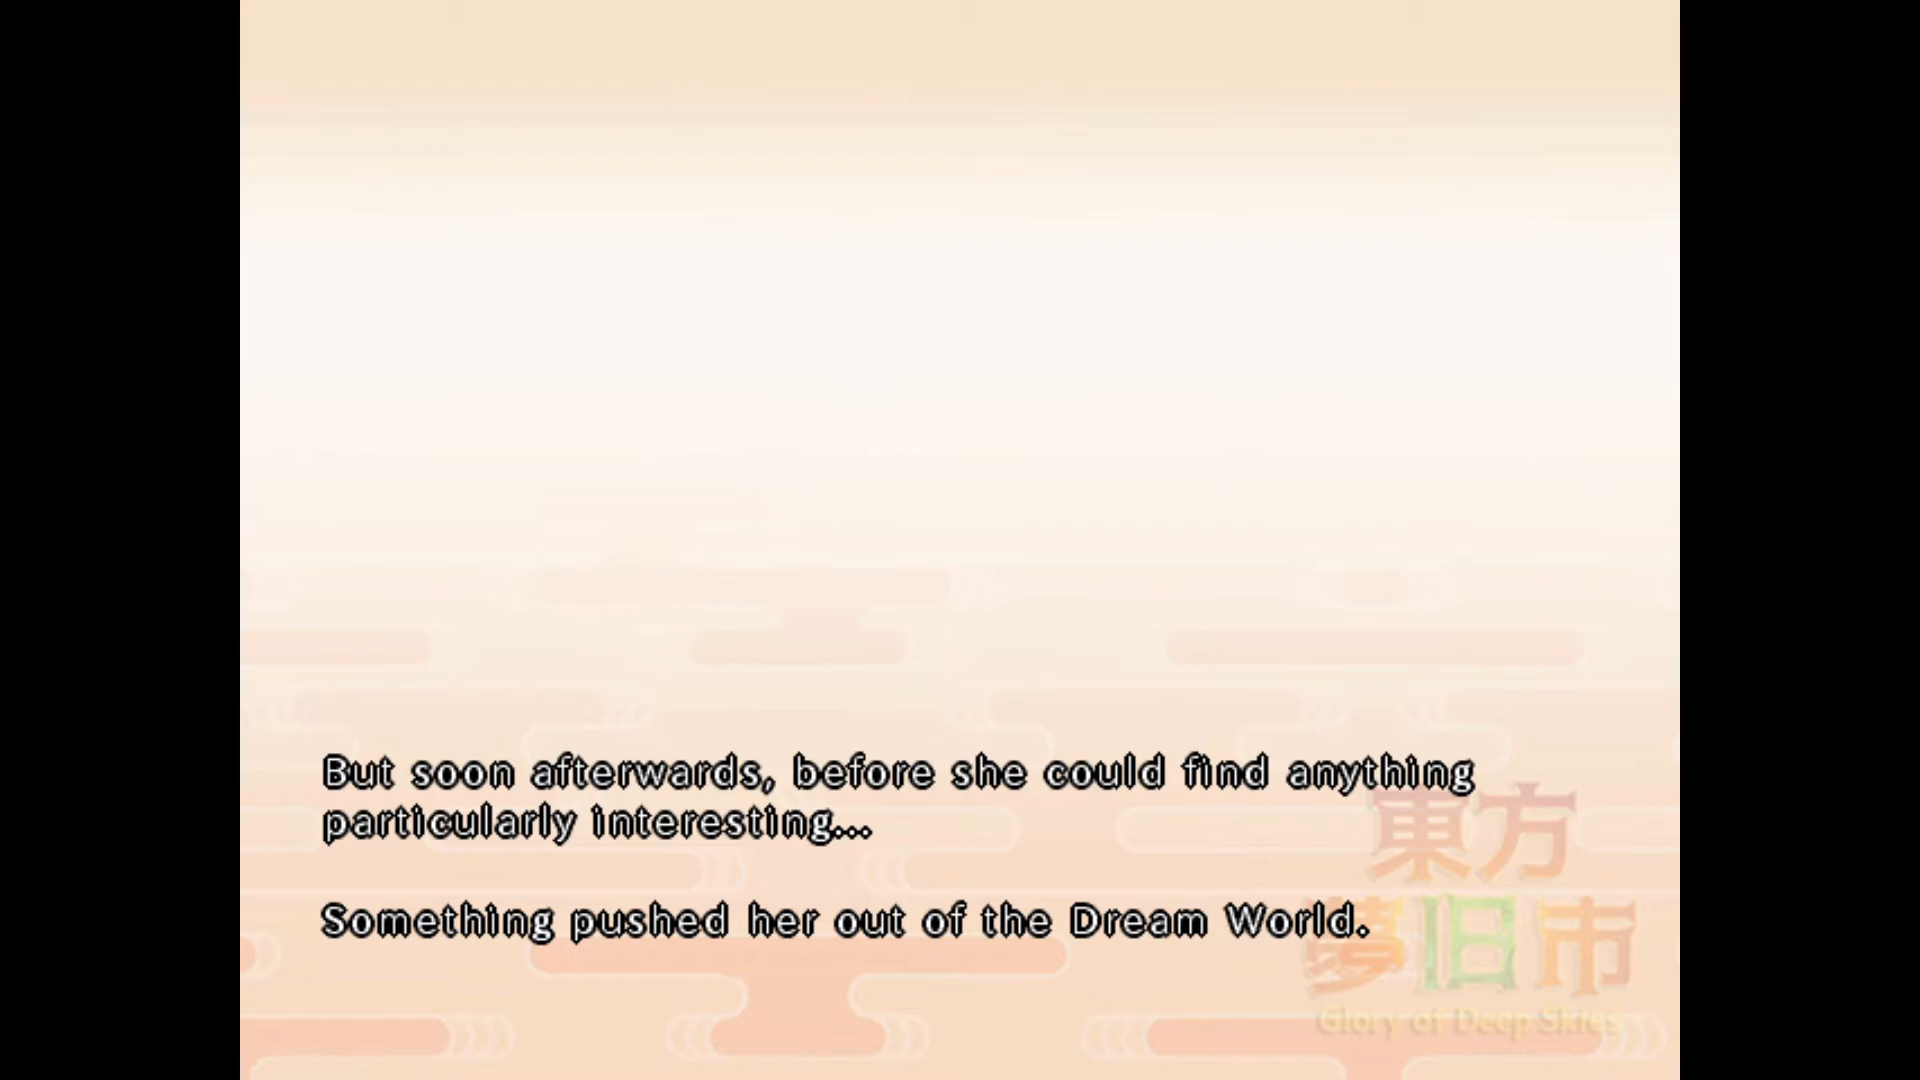 But soon afterwards, before she could find anything
particularly interesting...
Something pushed her out of the Dream World.
東方
夢旧市
Glory of Deep Skies